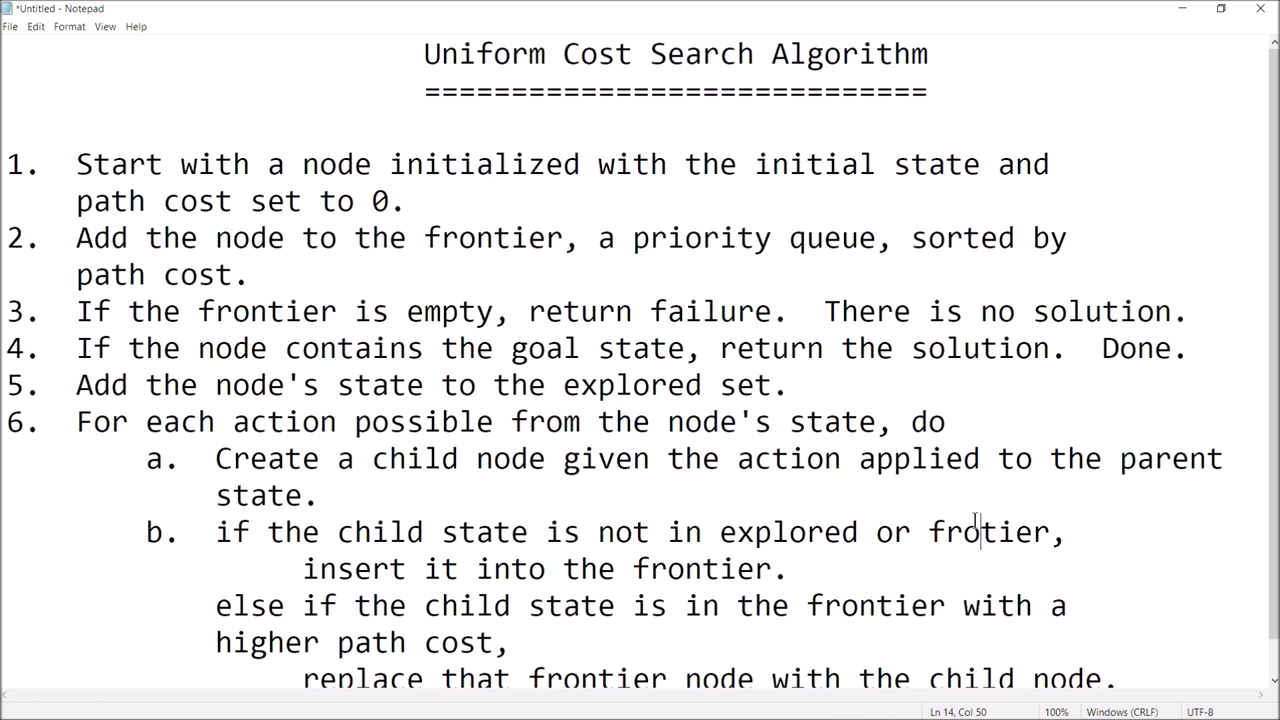 *Untitled - Notepad
File Edit Format View Help
Uniform Cost Search Algorithm
=============================
1. Start with a node initialized with the initial state and
path cost set to 0.
2. Add the node to the frontier, a priority queue, sorted by
path cost.
3. If the frontier is empty, return failure. There is no solution.
4. If the node contains the goal state, return the solution. Done.
5. Add the node's state to the explored set.
6. For each action possible from the node's state, do
a. Create a child node given the action applied to the parent
state.
b. if the child state is not in explored or frotier,
insert it into the frontier.
else if the child state is in the frontier with a
higher path cost,
replace that frontier node with the child node.
Ln 14, Col 50 100% Windows (CRLF) UTF-8